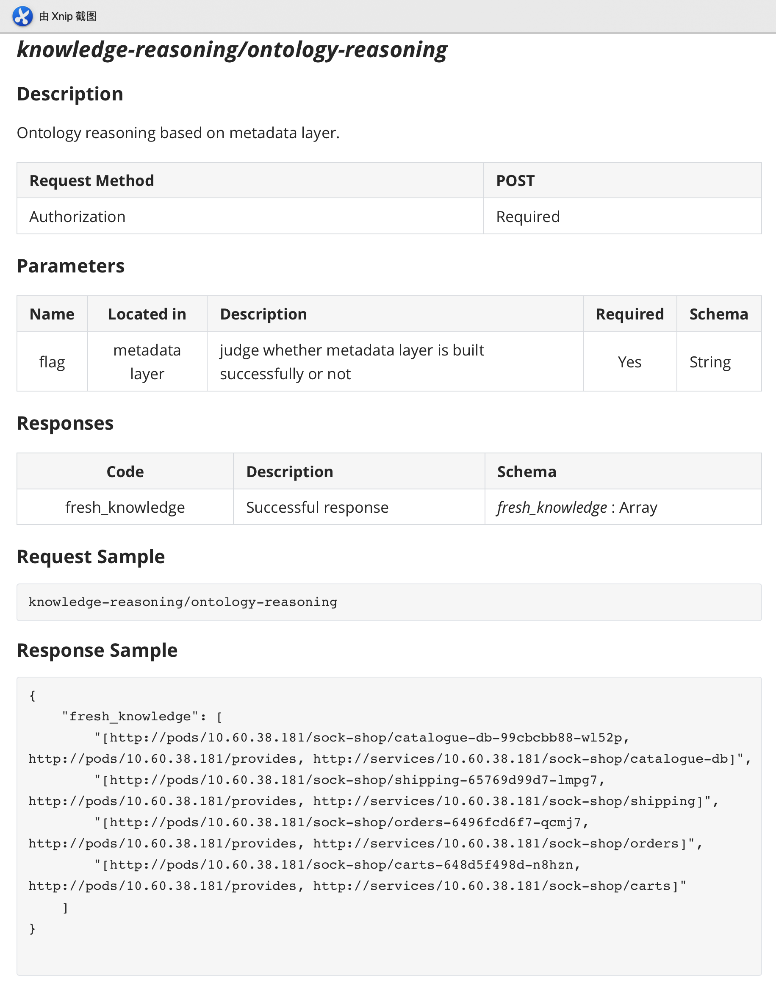 由 Xnip 截图
knowledge-reasoning/ontology-reasoning
Description
Ontology reasoning based on metadata layer.
Request Method POST
Authorization Required
Parameters
Name Located in Description Required Schema
flag metadata layer judge whether metadata layer is built successfully or not Yes String
Responses
Code Description Schema
fresh_knowledge Successful response fresh_knowledge : Array
Request Sample
knowledge-reasoning/ontology-reasoning
Response Sample
{
    "fresh_knowledge": [
        "[http://pods/10.60.38.181/sock-shop/catalogue-db-99cbcbb88-wl52p,
http://pods/10.60.38.181/provides, http://services/10.60.38.181/sock-shop/catalogue-db]",
        "[http://pods/10.60.38.181/sock-shop/shipping-65769d99d7-lmpg7,
http://pods/10.60.38.181/provides, http://services/10.60.38.181/sock-shop/shipping]",
        "[http://pods/10.60.38.181/sock-shop/orders-6496fcd6f7-qcmj7,
http://pods/10.60.38.181/provides, http://services/10.60.38.181/sock-shop/orders]",
        "[http://pods/10.60.38.181/sock-shop/carts-648d5f498d-n8hzn,
http://pods/10.60.38.181/provides, http://services/10.60.38.181/sock-shop/carts]"
    ]
}